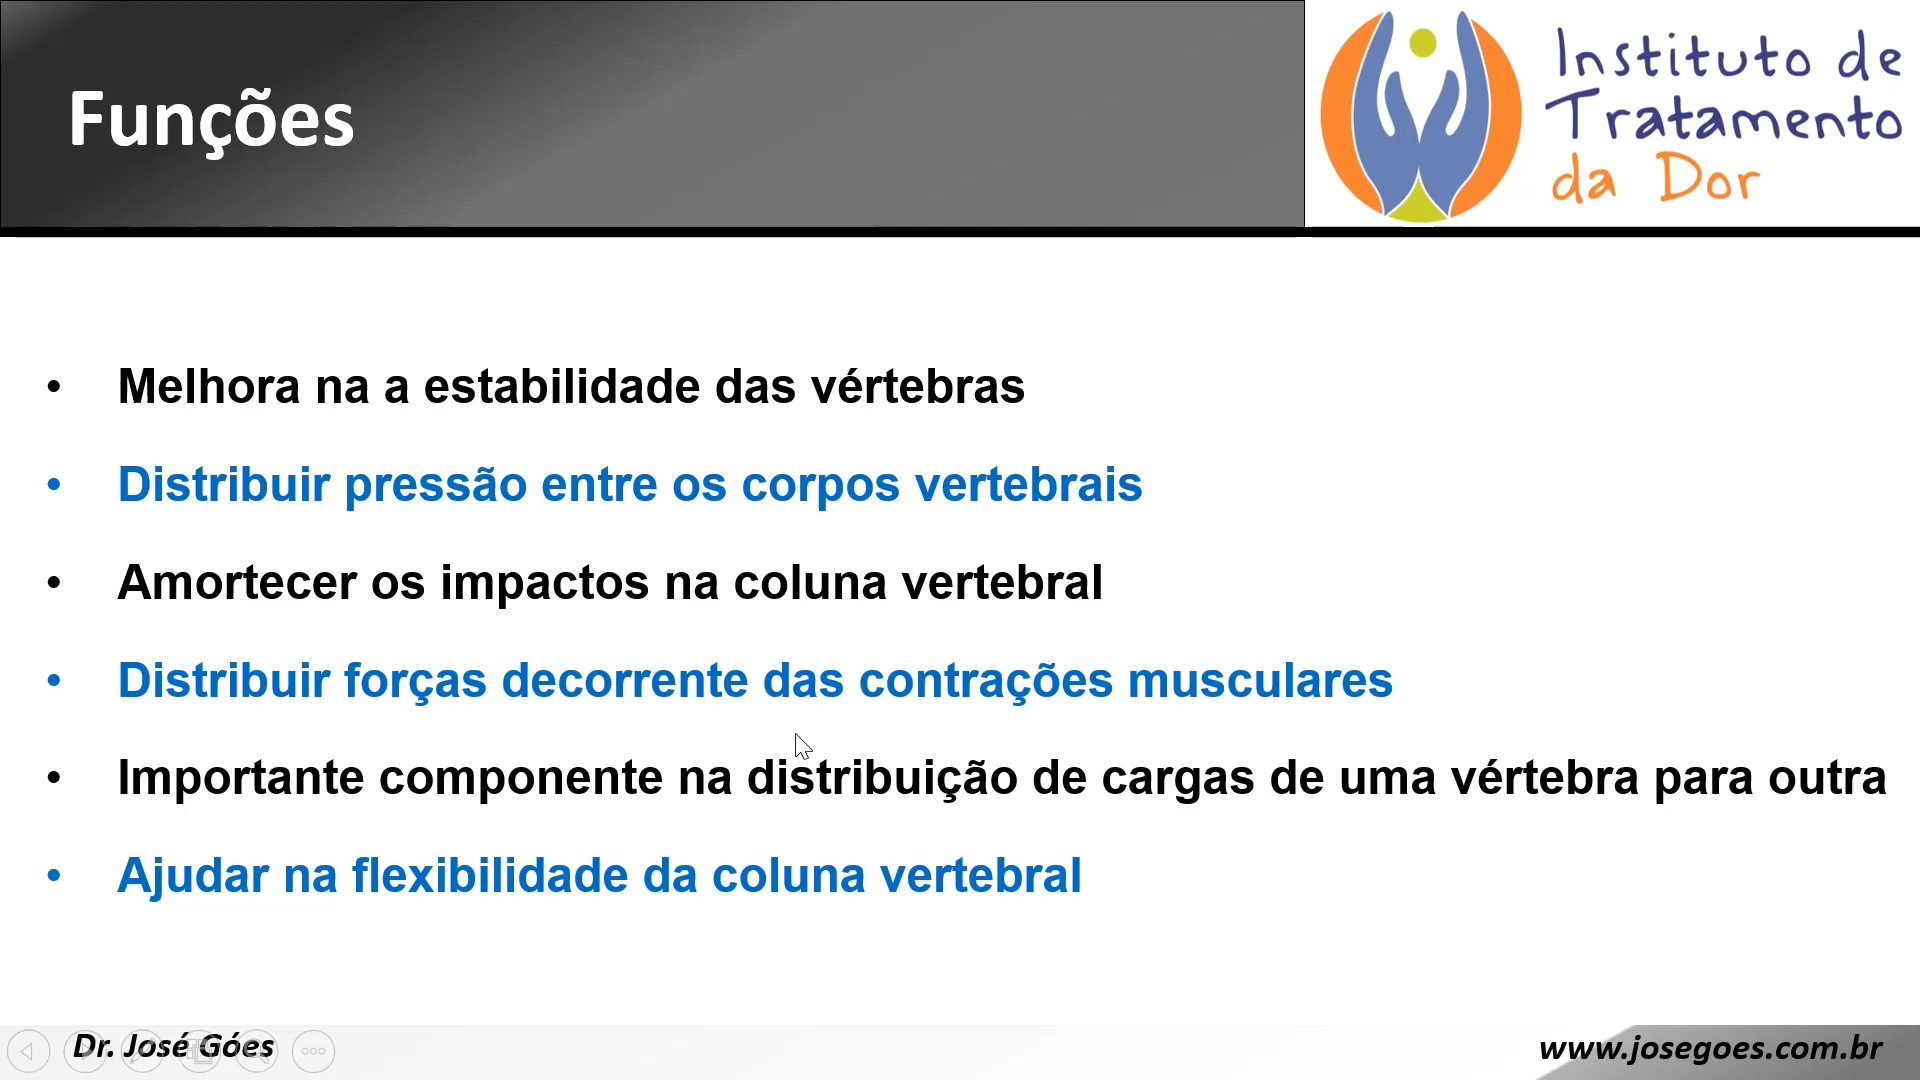 Funções
Instituto de
Tratamento
da Dor
• Melhora na a estabilidade das vértebras
• Distribuir pressão entre os corpos vertebrais
• Amortecer os impactos na coluna vertebral
• Distribuir forças decorrente das contrações musculares
• Importante componente na distribuição de cargas de uma vértebra para outra
• Ajudar na flexibilidade da coluna vertebral
Dr. José Góes
www.josegoes.com.br